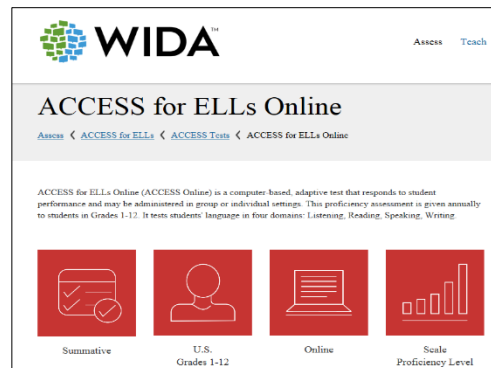 WIDA™
Assess Teach
ACCESS for ELLs Online
Assess ❮ ACCESS for ELLs ❮ ACCESS Tests ❮ ACCESS for ELLs Online
ACCESS for ELLs Online (ACCESS Online) is a computer-based, adaptive test that responds to student
performance and may be administered in group or individual settings. This proficiency assessment is given annually
to students in Grades 1-12. It tests students' language in four domains: Listening, Reading, Speaking, Writing.
Summative
U.S.
Grades 1-12
Online
Scale
Proficiency Level